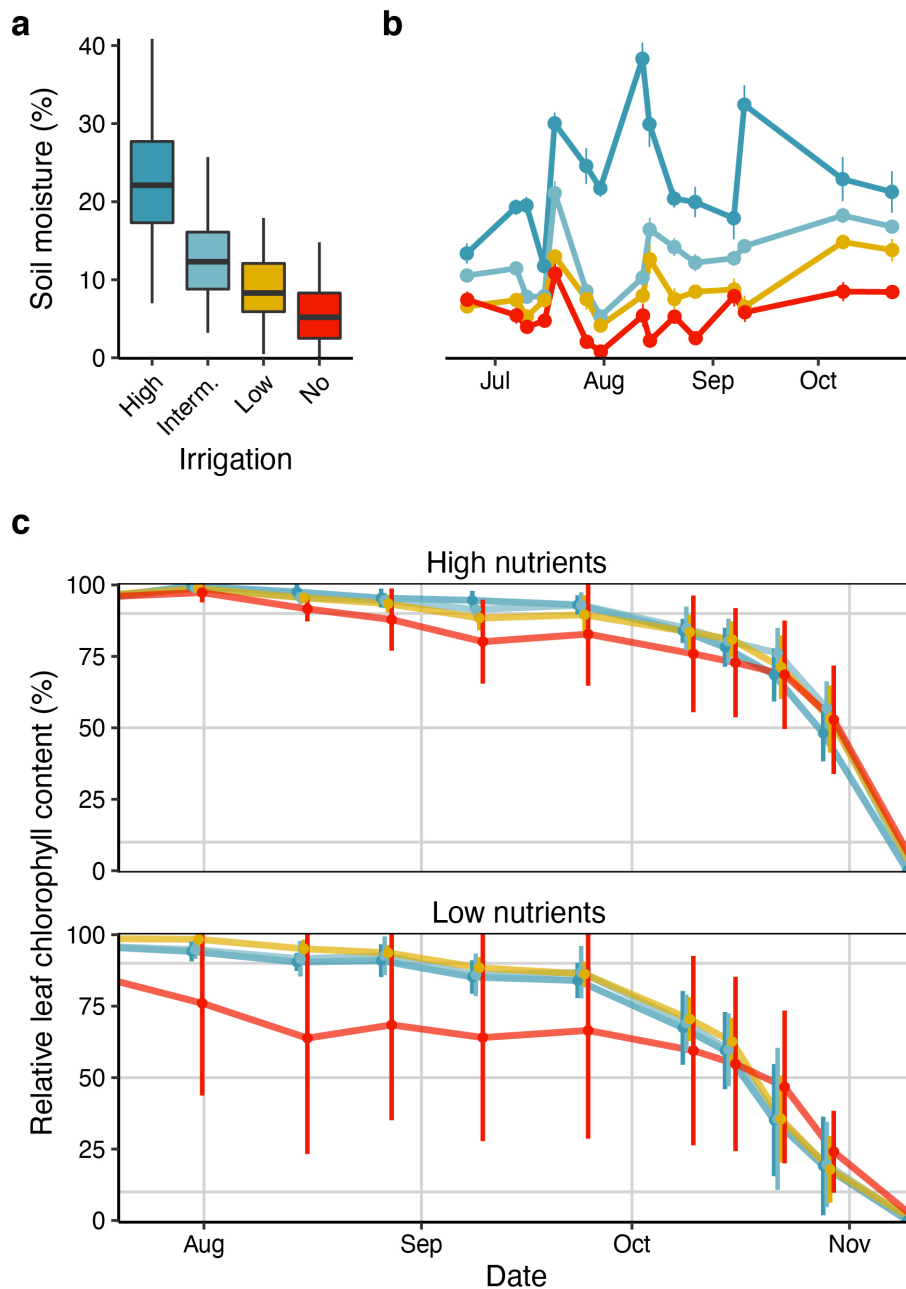 a
b
Soil moisture (%)
40
30
20
10
0
High
Interm.
Low
No
Irrigation
Jul
Aug
Sep
Oct
c
Relative leaf chlorophyll content (%)
High nutrients
100
75
50
25
0
Low nutrients
100
75
50
25
0
Aug
Sep
Oct
Nov
Date